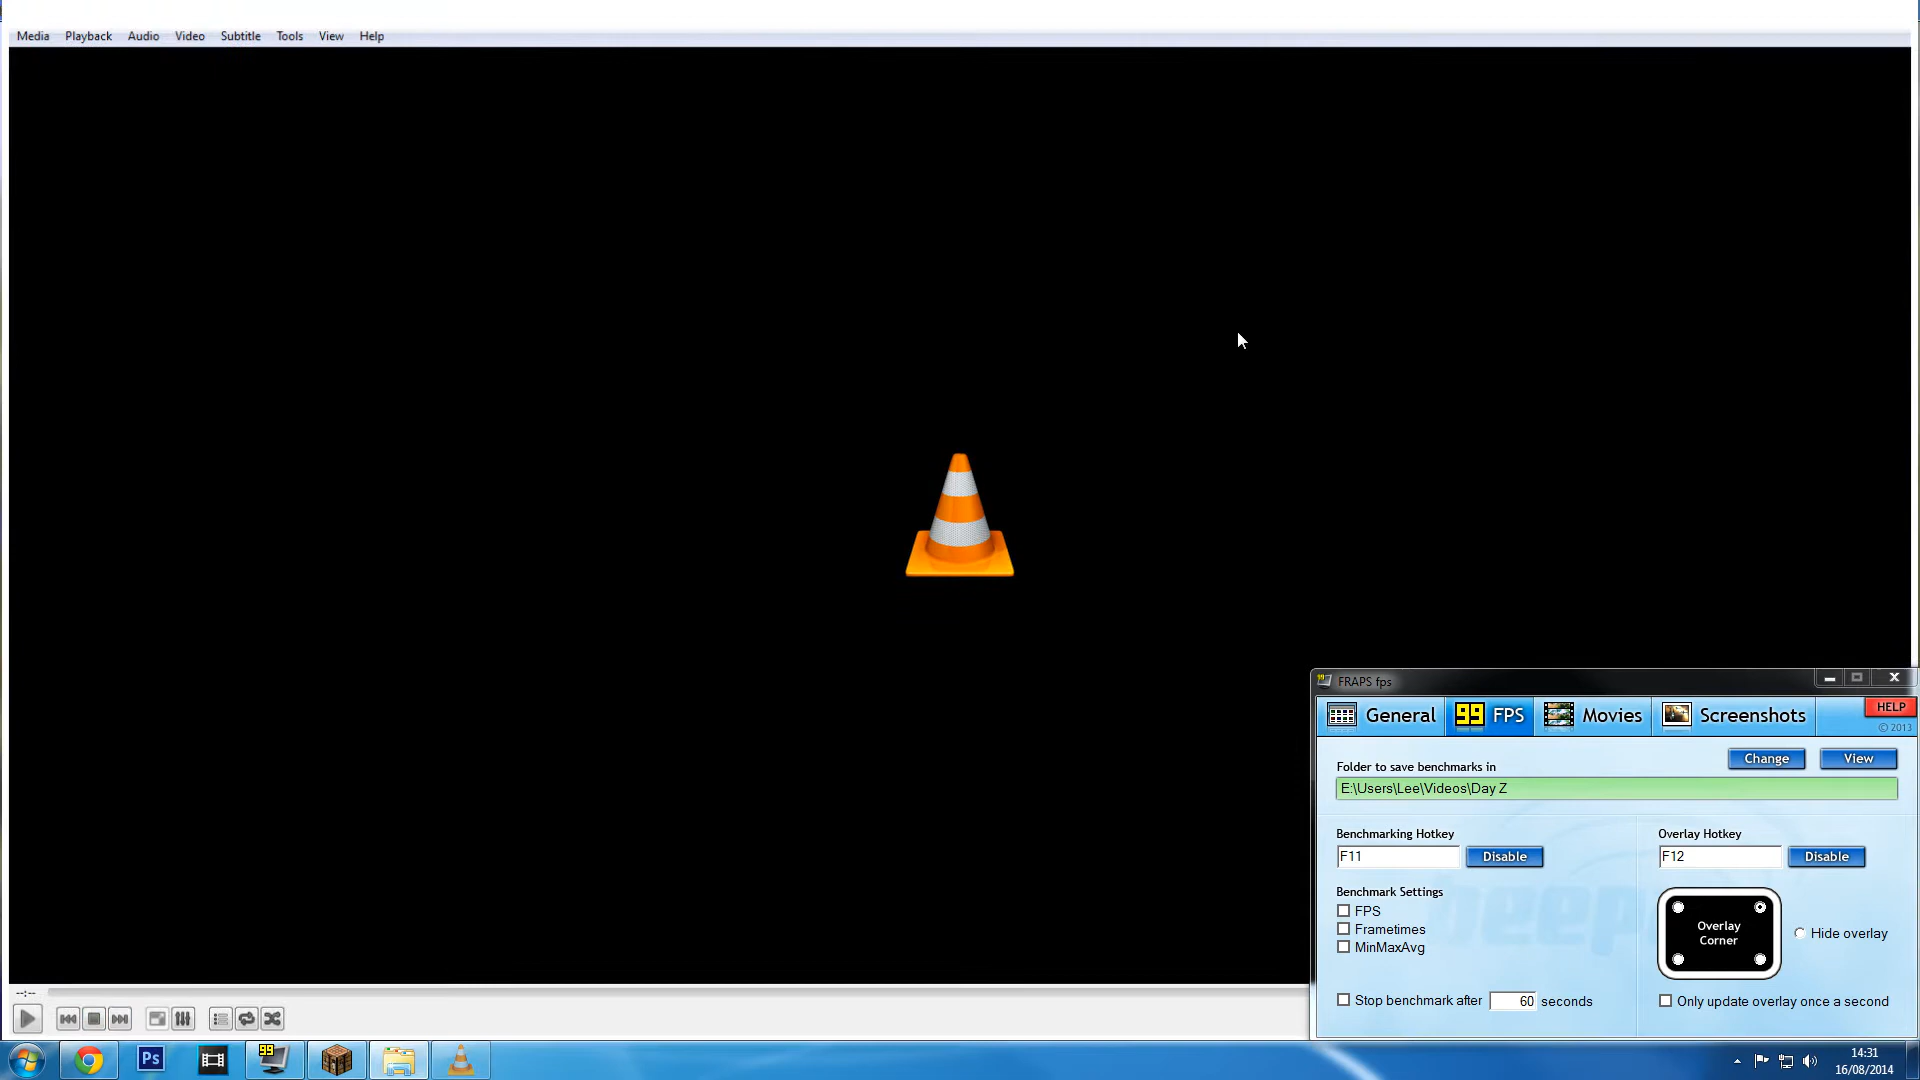 Media Playback Audio Video Subtitle Tools View Help
--:--
FRAPS fps
General 99 FPS Movies Screenshots HELP
© 2013
Folder to save benchmarks in Change View
E:\Users\Lee\Videos\Day Z
Benchmarking Hotkey
F11 Disable
Benchmark Settings
FPS
Frametimes
MinMaxAvg
Stop benchmark after 60 seconds
Overlay Hotkey
F12 Disable
Overlay
Corner
Hide overlay
Only update overlay once a second
Ps
99
14:31
16/08/2014